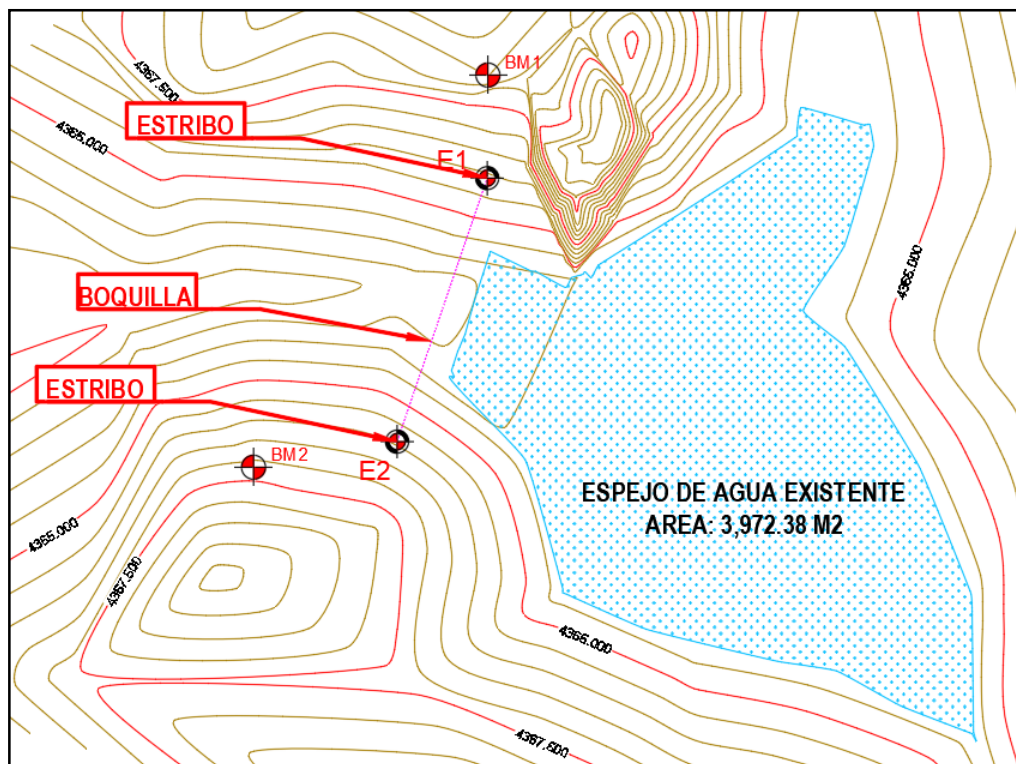 BM1
4367.500
ESTRIBO
4365.000
E1
4365.000
BOQUILLA
ESTRIBO
BM2
E2
ESPEJO DE AGUA EXISTENTE
AREA: 3,972.38 M2
4365.000
4367.500
4365.000
4367.500